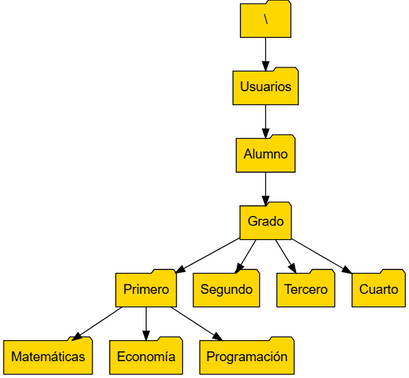 \
Usuarios
Alumno
Grado
Primero
Segundo
Tercero
Cuarto
Matemáticas
Economía
Programación